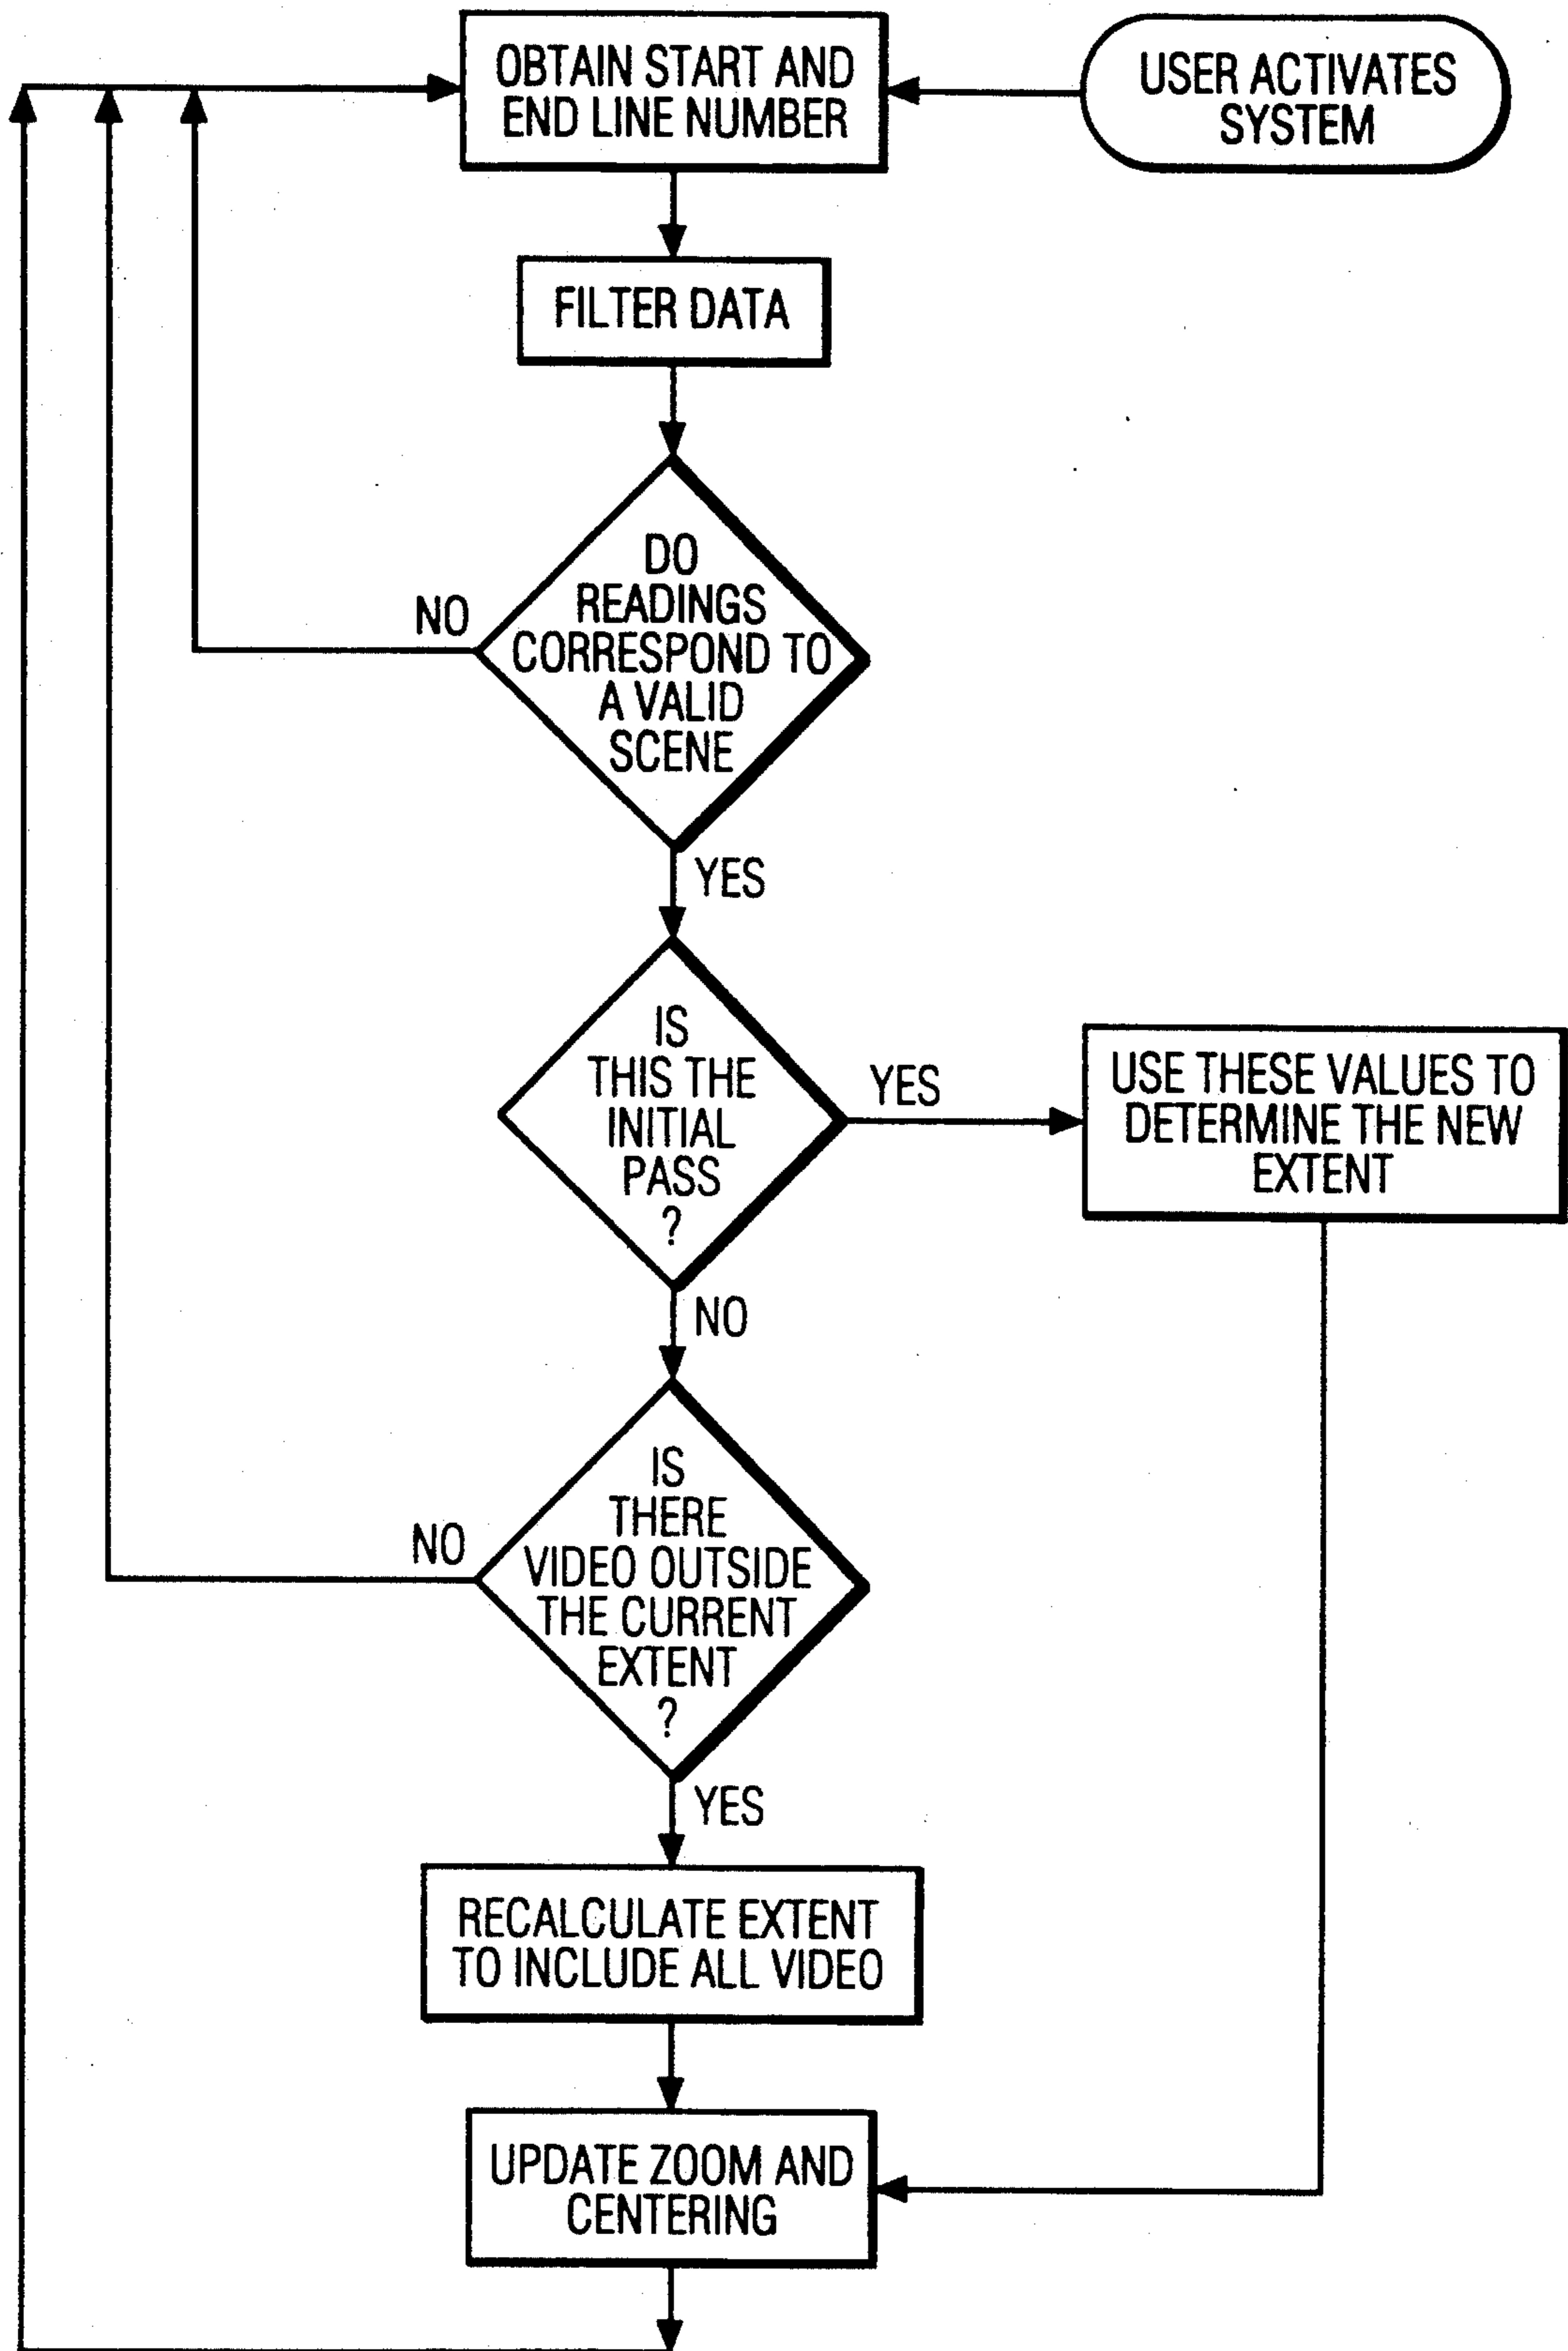 OBTAIN START AND
END LINE NUMBER
USER ACTIVATES
SYSTEM
FILTER DATA
DO
READINGS
CORRESPOND TO
A VALID
SCENE
NO
YES
IS
THIS THE
INITIAL
PASS
?
YES
USE THESE VALUES TO
DETERMINE THE NEW
EXTENT
NO
IS
THERE
VIDEO OUTSIDE
THE CURRENT
EXTENT
?
NO
YES
RECALCULATE EXTENT
TO INCLUDE ALL VIDEO
UPDATE ZOOM AND
CENTERING